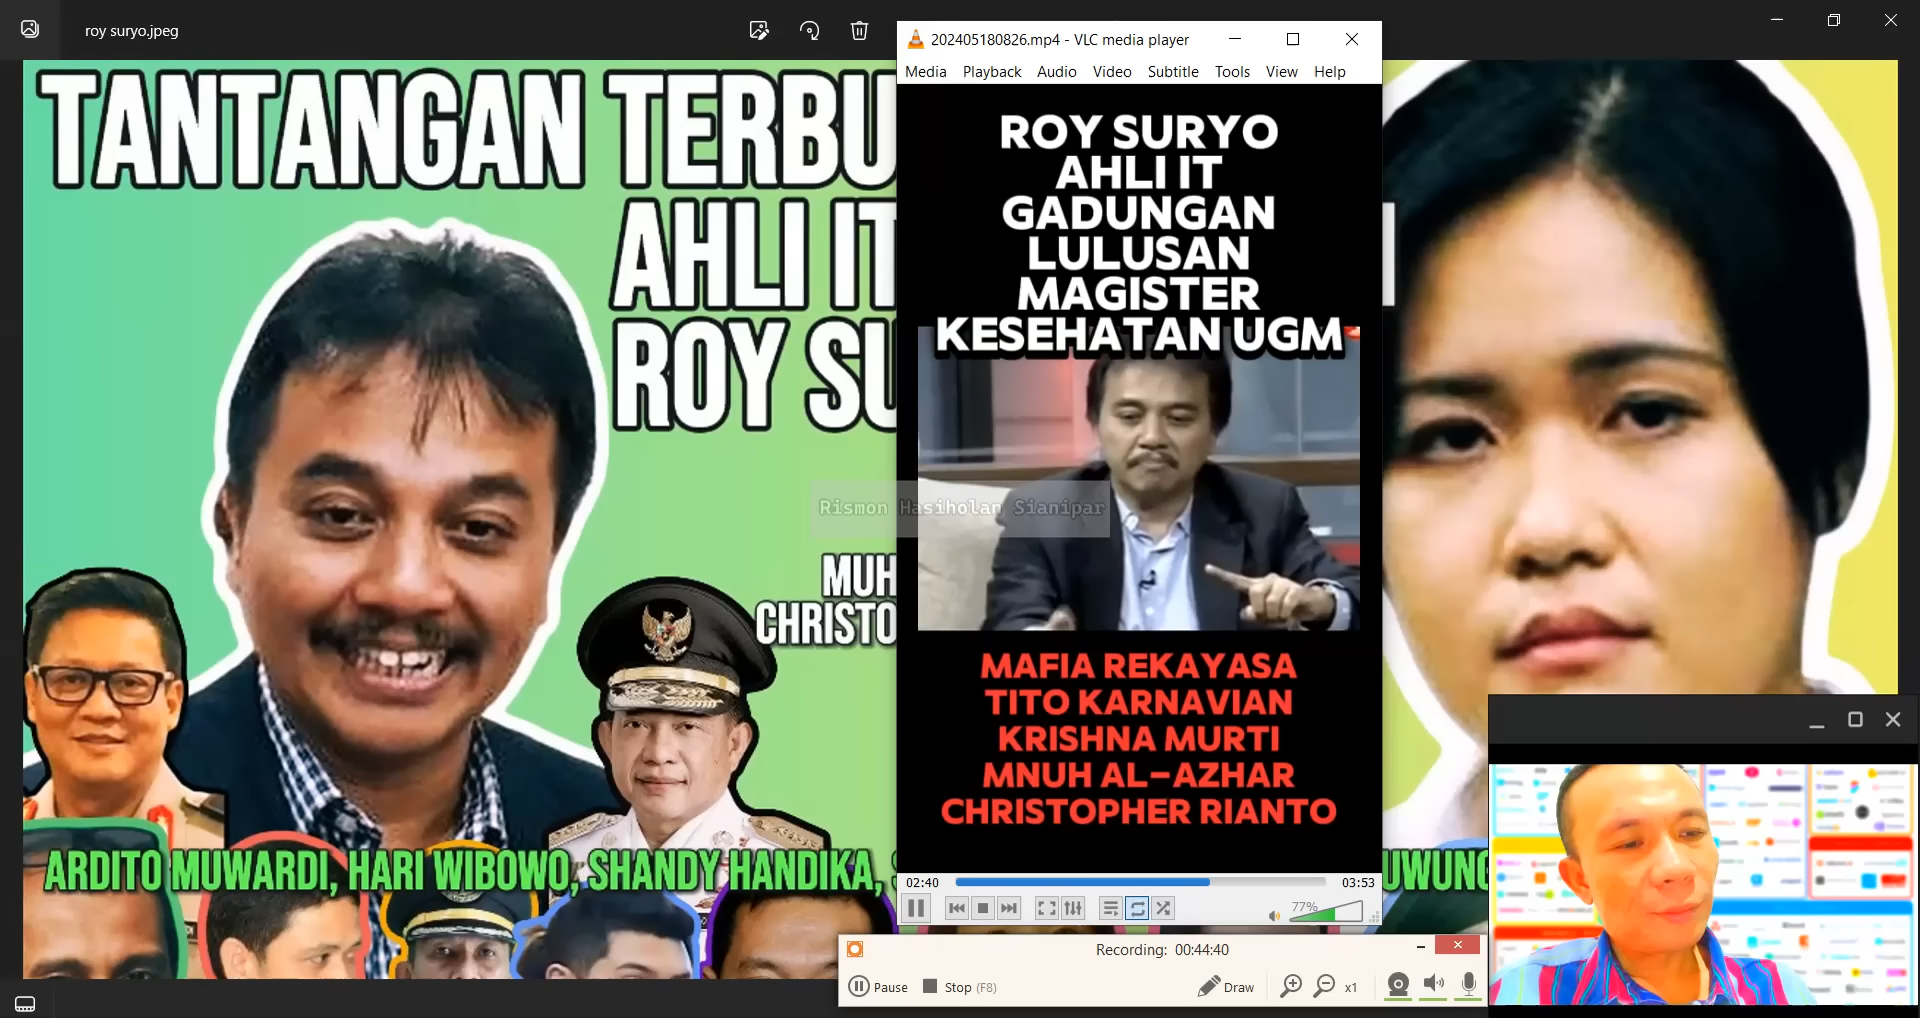 roy suryo.jpeg
TANTANGAN TERBU
AHLI IT
ROY SU
MUH
CHRISTO
ARDITO MUWARDI, HARI WIBOWO, SHANDY HANDIKA,
UWUNG
202405180826.mp4 - VLC media player
Media Playback Audio Video Subtitle Tools View Help
ROY SURYO
AHLI IT
GADUNGAN
LULUSAN
MAGISTER
KESEHATAN UGM
Rismon Hasiholan Sianipar
MAFIA REKAYASA
TITO KARNAVIAN
KRISHNA MURTI
MNUH AL-AZHAR
CHRISTOPHER RIANTO
02:40 03:53
77%
Recording: 00:44:40
Pause Stop (F8) Draw x1